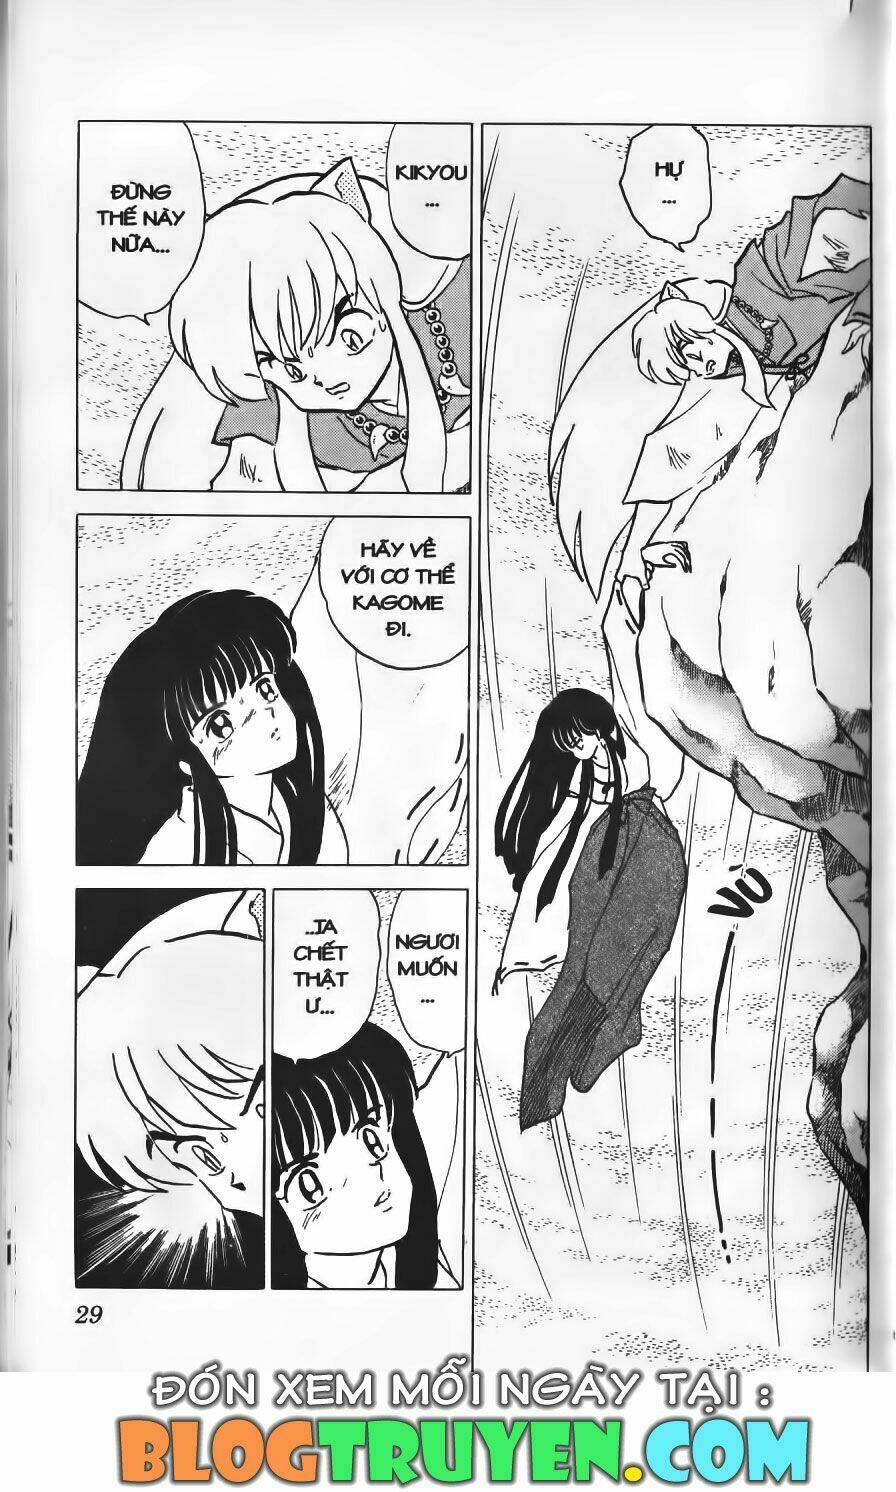 HỰ
...
VÙ
KIKYOU
...
ĐỪNG
THẾ NÀY
NỮA...
HÃY VỀ
VỚI CƠ THỂ
KAGOME
ĐI.
NGƯƠI
MUỐN
...
...TA
CHẾT
THẬT
Ư...
29
ĐÓN XEM MỖI NGÀY TẠI :
BLOGTRUYEN.COM